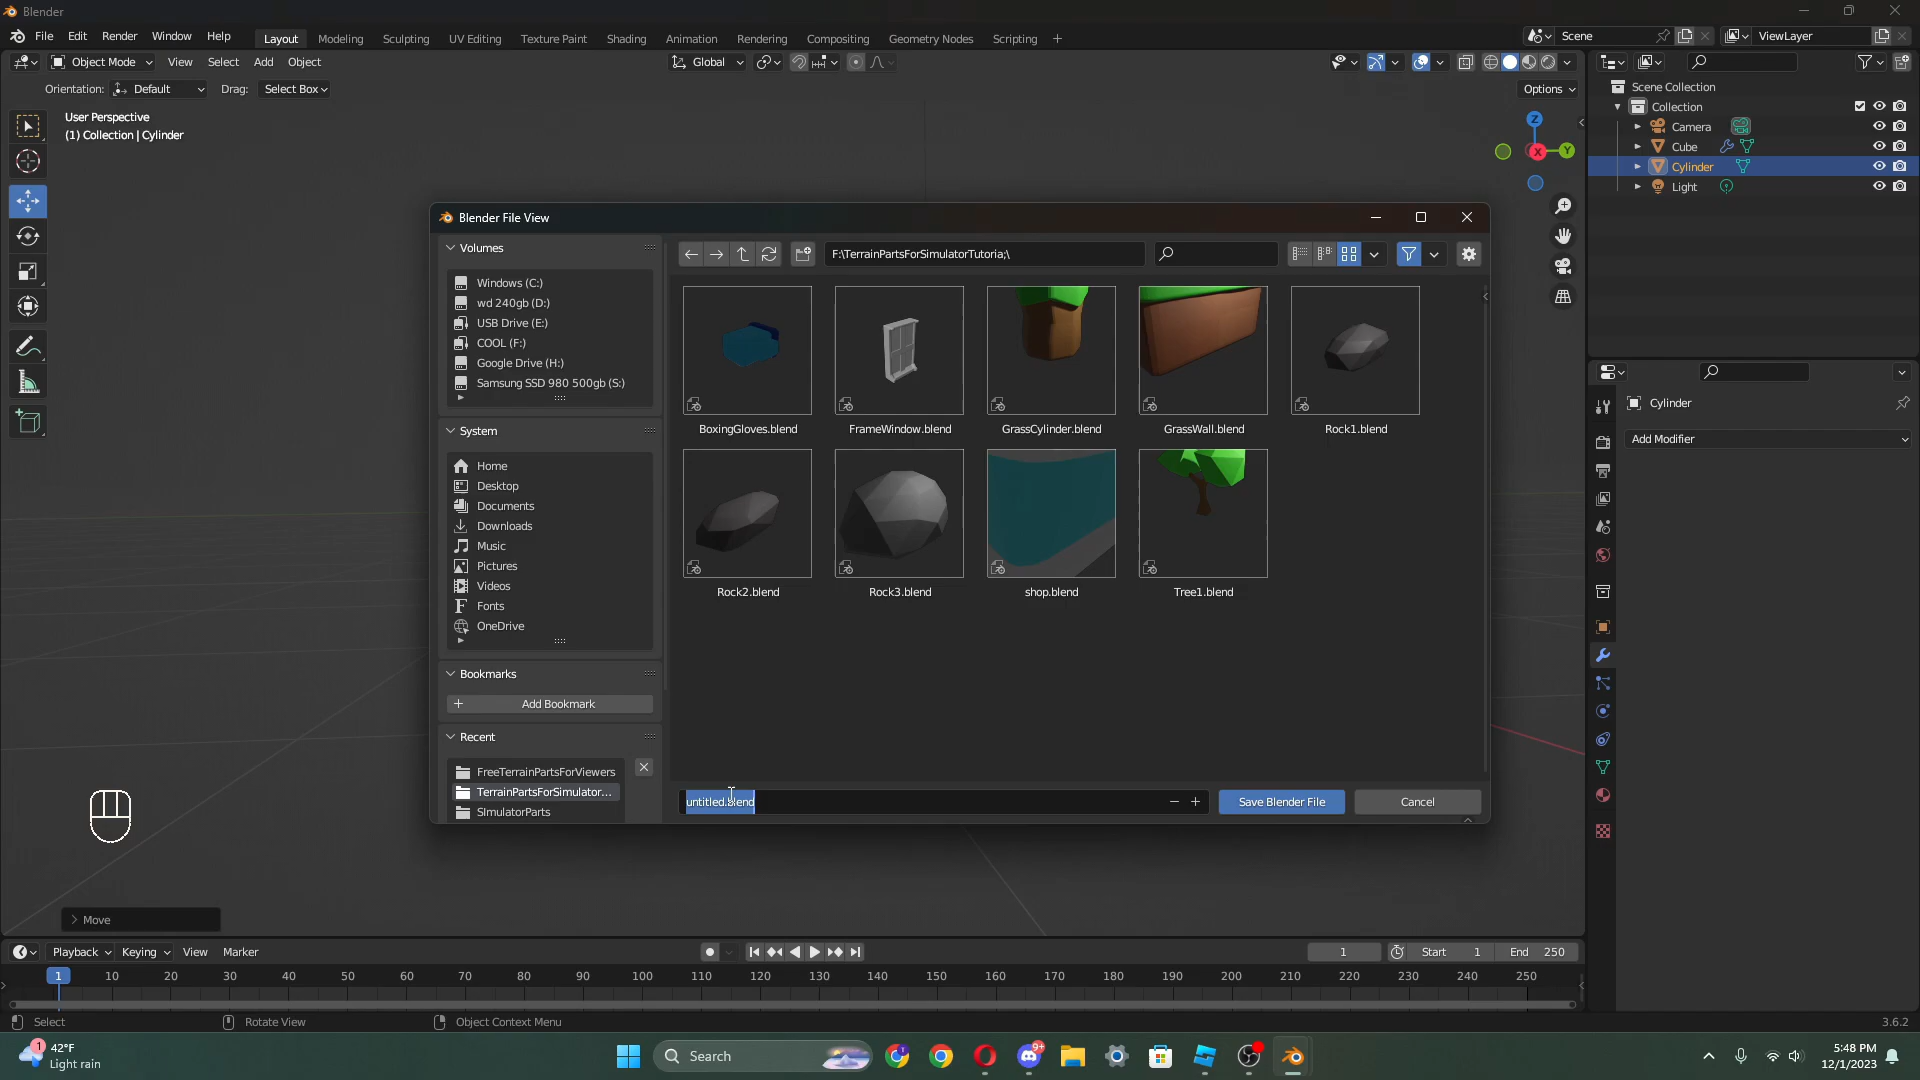 Blender
File Edit Render Window Help Layout Modeling Sculpting UV Editing Texture Paint Shading Animation Rendering Compositing Geometry Nodes Scripting + Scene ViewLayer
Object Mode View Select Add Object Global
Orientation: Default Drag: Select Box Options
User Perspective
(1) Collection | Cylinder
Z
X
Y
Scene Collection
Collection
Camera
Cube
Cylinder
Light
Cylinder
Add Modifier
Blender File View
Volumes
Windows (C:)
wd 240gb (D:)
USB Drive (E:)
COOL (F:)
Google Drive (H:)
Samsung SSD 980 500gb (S:)
System
Home
Desktop
Documents
Downloads
Music
Pictures
Videos
Fonts
OneDrive
Bookmarks
Add Bookmark
Recent
FreeTerrainPartsForViewers
TerrainPartsForSimulator...
SImulatorParts
F:\TerrainPartsForSimulatorTutoria;\
BoxingGloves.blend FrameWindow.blend GrassCylinder.blend GrassWall.blend Rock1.blend
Rock2.blend Rock3.blend shop.blend Tree1.blend
untitled.blend Save Blender File Cancel
Move
Playback Keying View Marker 1 Start 1 End 250
1 10 20 30 40 50 60 70 80 90 100 110 120 130 140 150 160 170 180 190 200 210 220 230 240 250
Select Rotate View Object Context Menu 3.6.2
1 42°F
Light rain
Search
9+
5:48 PM
12/1/2023